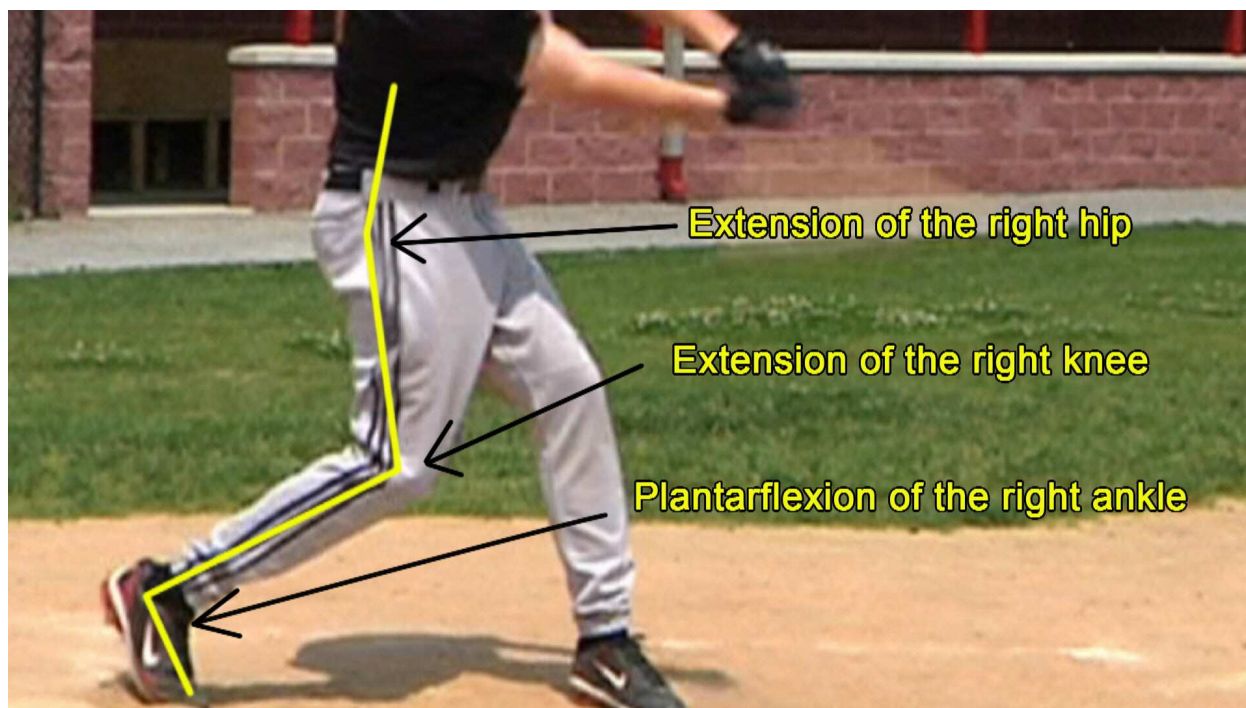 Extension of the right hip
Extension of the right knee
Plantarflexion of the right ankle